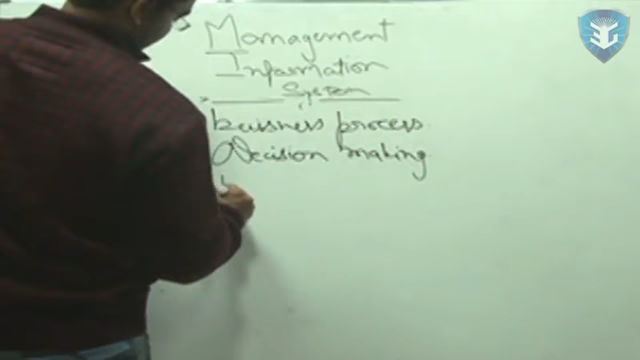 Management
Information
System
business process
Decision making